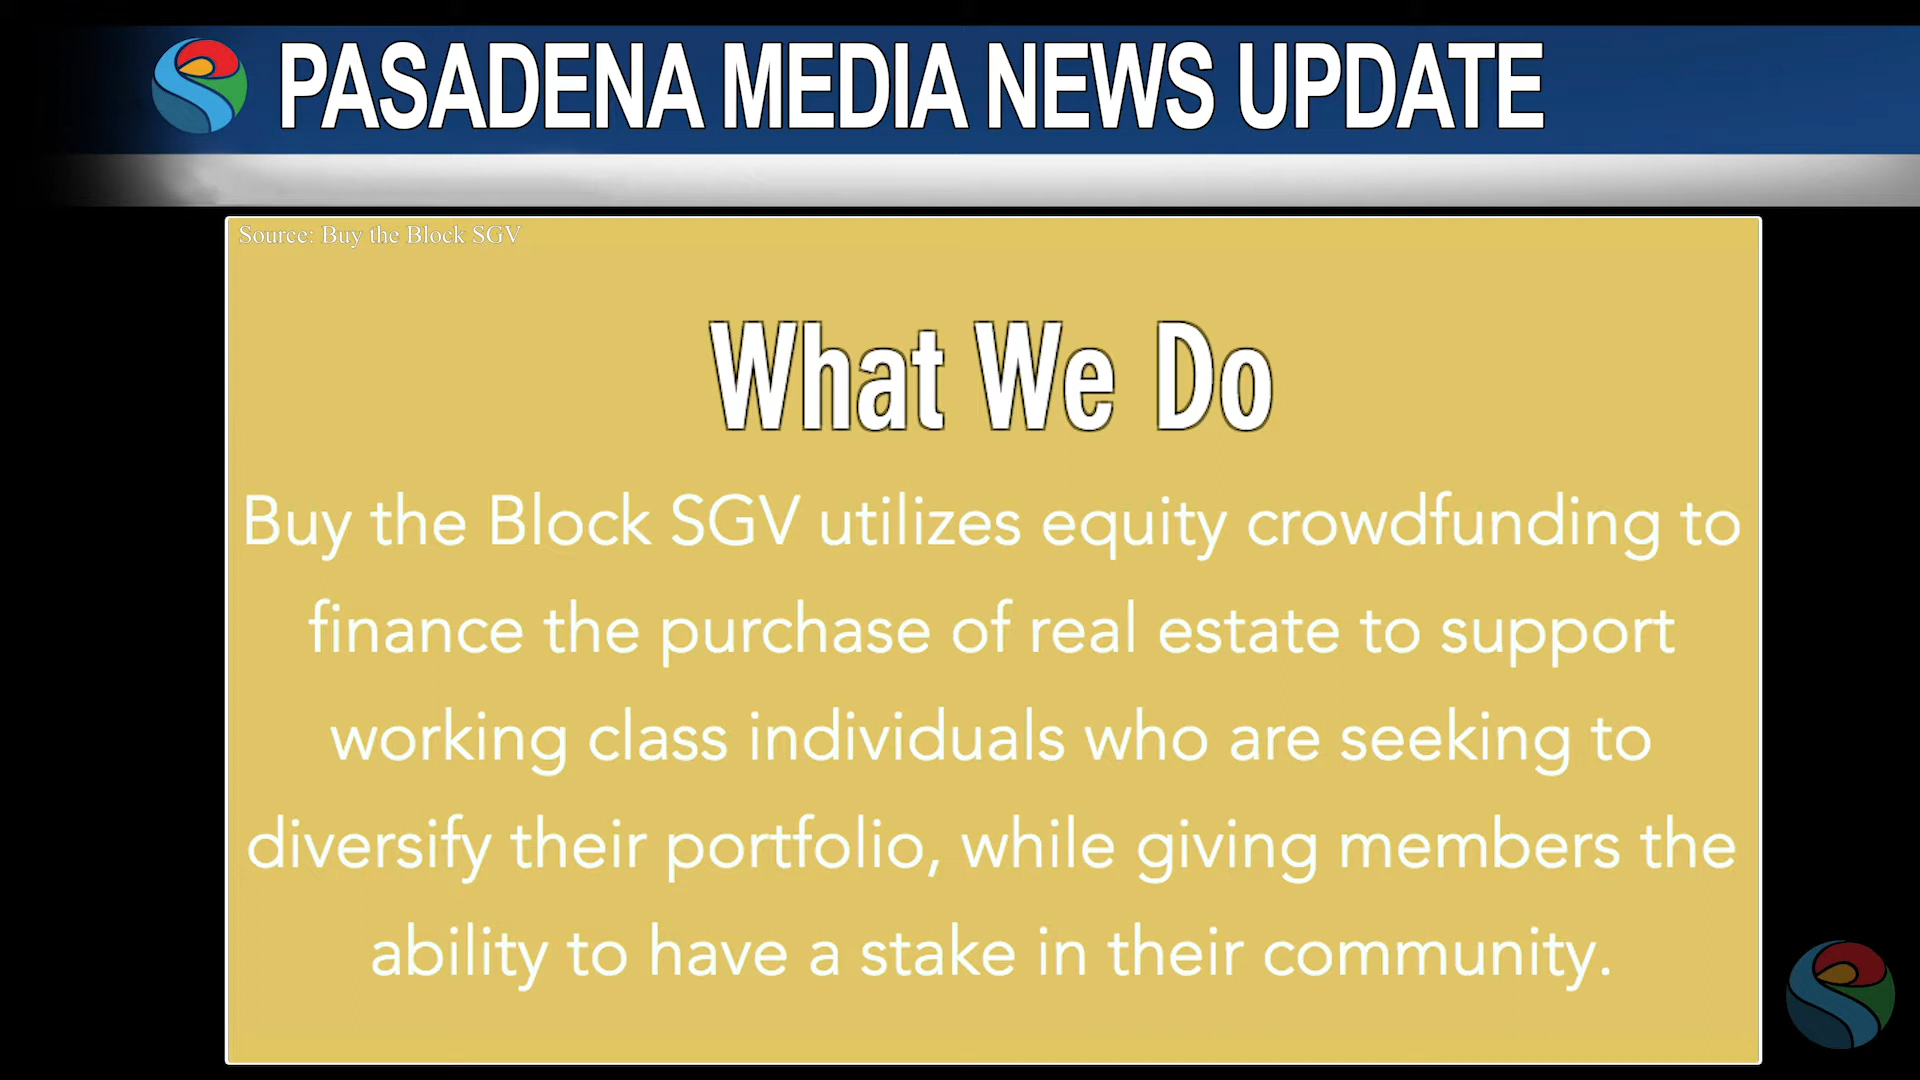 PASADENA MEDIA NEWS UPDATE
Source: Buy the Block SGV
What We Do
Buy the Block SGV utilizes equity crowdfunding to
finance the purchase of real estate to support
working class individuals who are seeking to
diversify their portfolio, while giving members the
ability to have a stake in their community.